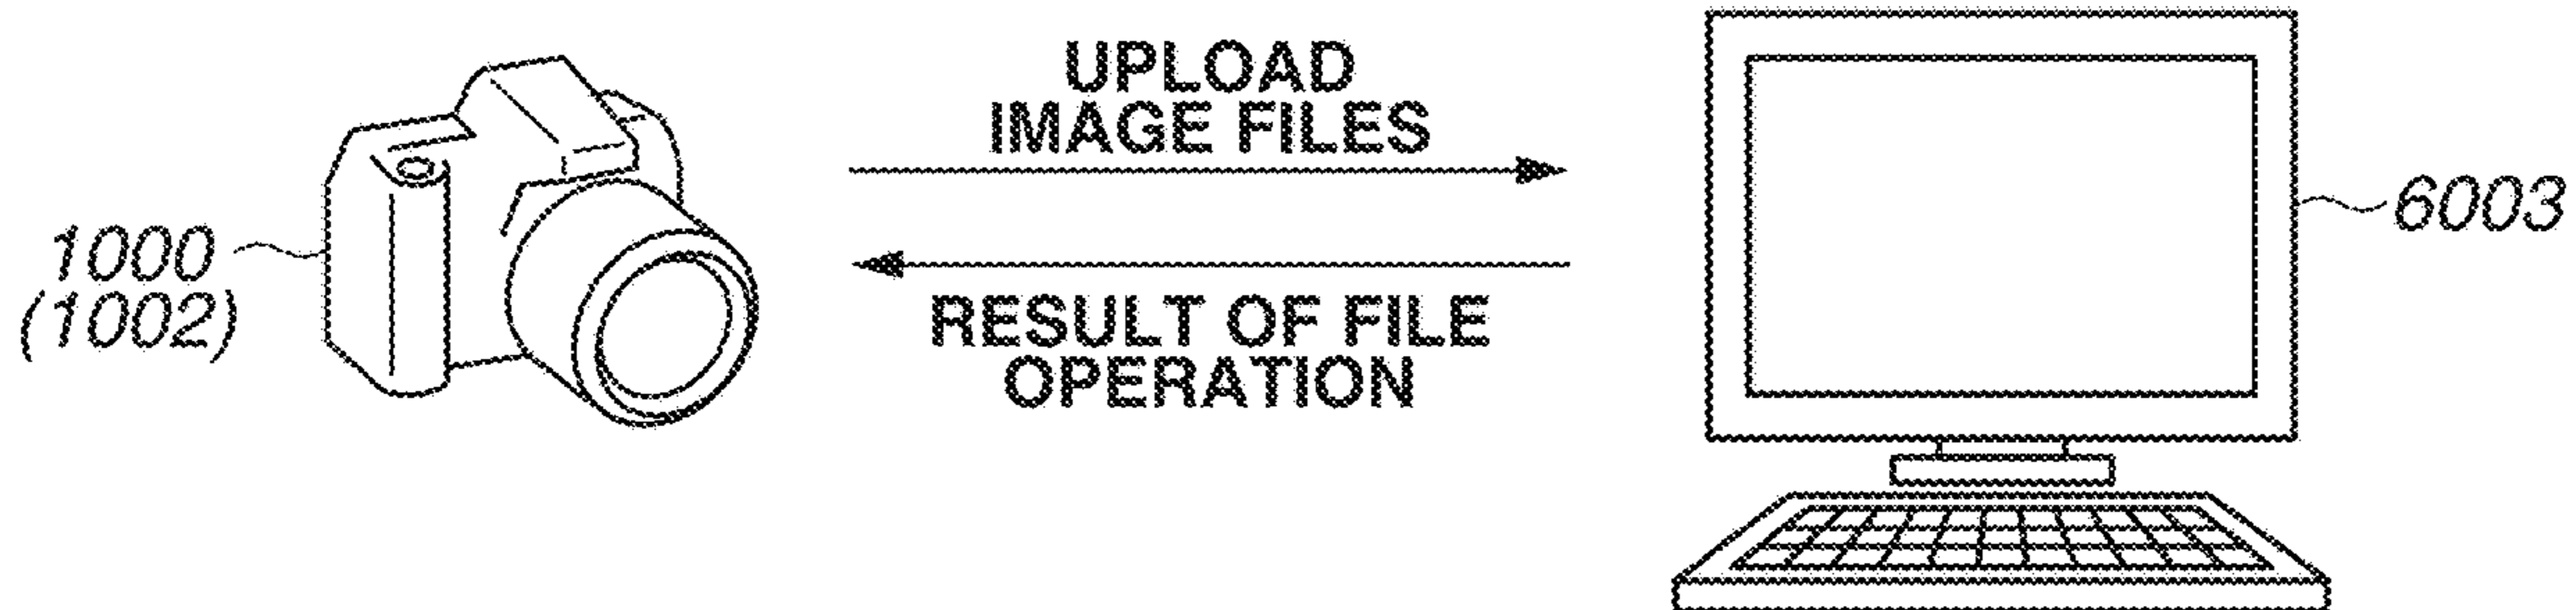 UPLOAD
IMAGE FILES
1000
(1002)
6003
RESULT OF FILE
OPERATION